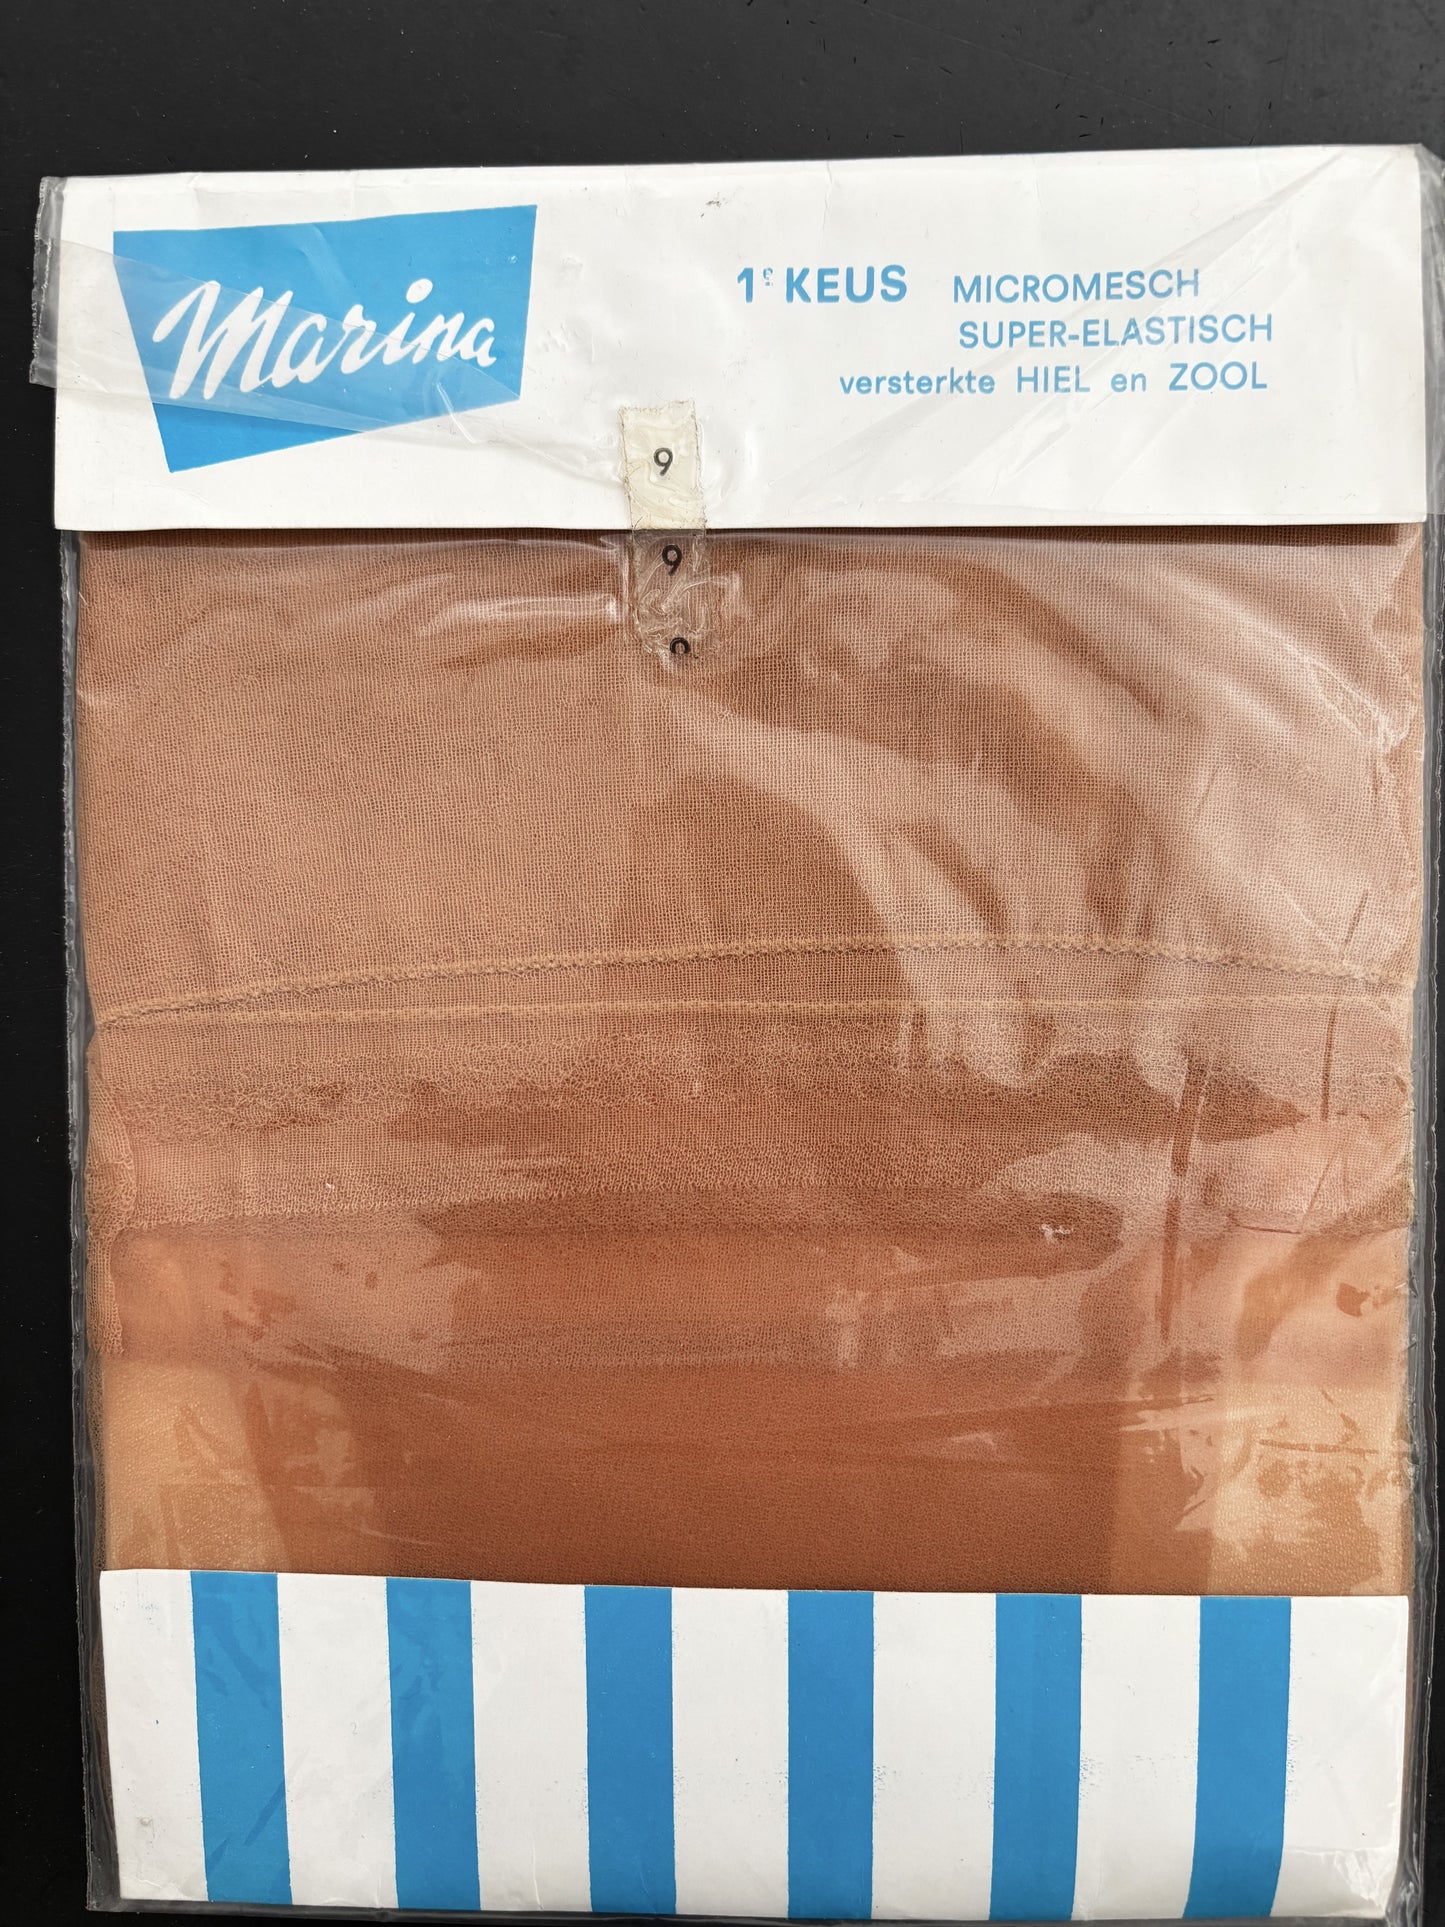 Marina
1e KEUS MICROMESCH
SUPER-ELASTISCH
versterkte HIEL en ZOOL
9
9